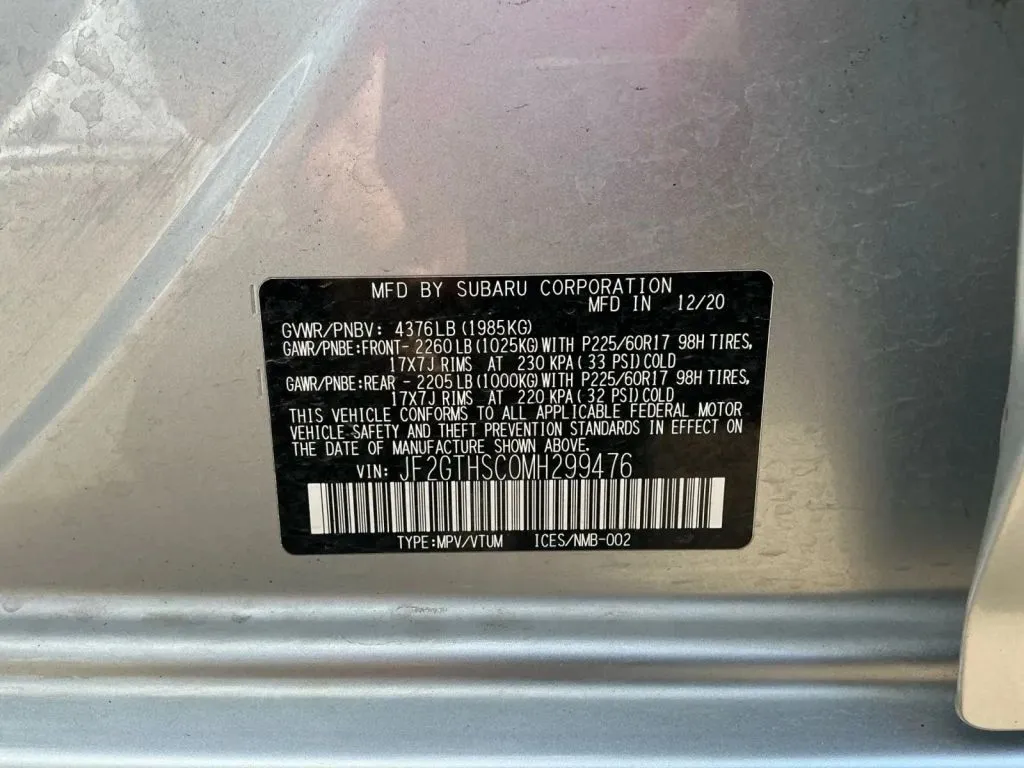 MFD BY SUBARU CORPORATION
MFD IN 12/20
GVWR/PNBV: 4376LB(1985KG)
GAWR/PNBE:FRONT- 2260LB(1025KG)WITH P225/60R17 98H TIRES,
17X7J RIMS AT 230 KPA(33 PSI)COLD
GAWR/PNBE:REAR - 2205LB(1000KG)WITH P225/60R17 98H TIRES,
17X7J RIMS AT 220 KPA(32 PSI)COLD
THIS VEHICLE CONFORMS TO ALL APPLICABLE FEDERAL MOTOR
VEHICLE SAFETY AND THEFT PREVENTION STANDARDS IN EFFECT ON
THE DATE OF MANUFACTURE SHOWN ABOVE.
VIN: JF2GTHSC0MH299476
TYPE:MPV/VTUM ICES/NMB-002